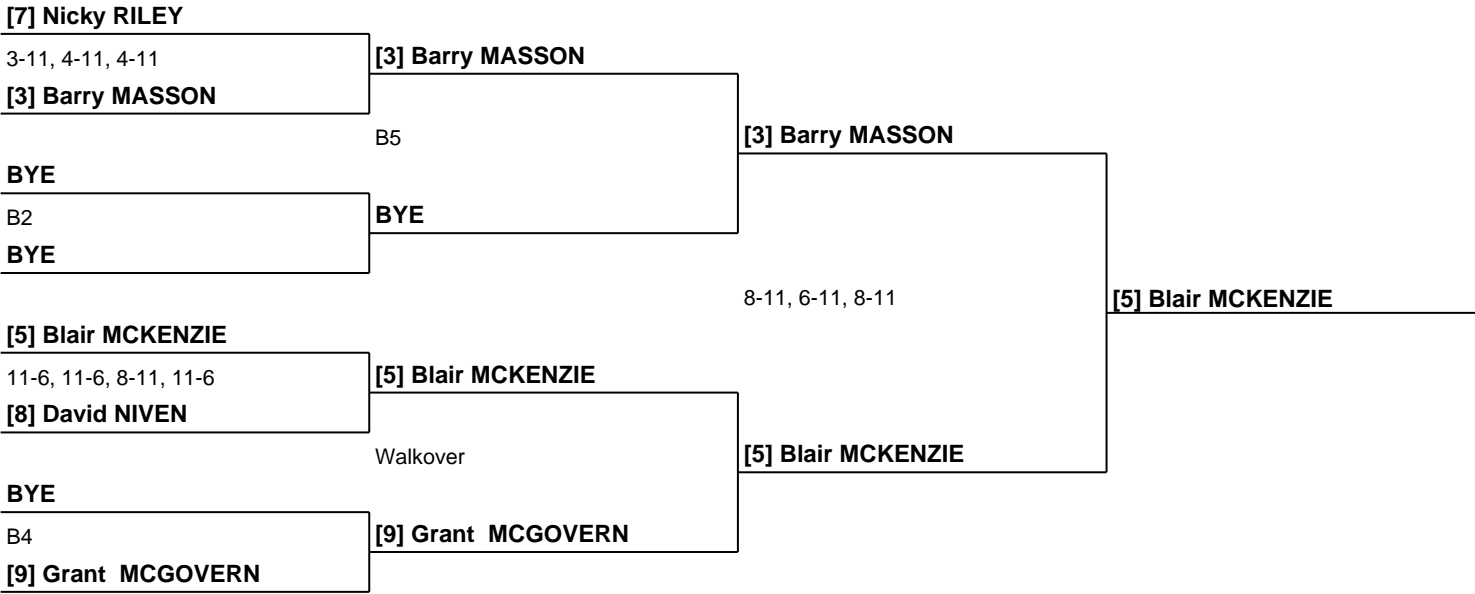 [7] Nicky RILEY
3-11, 4-11, 4-11
[3] Barry MASSON
[3] Barry MASSON
B5
[3] Barry MASSON
BYE
B2
BYE
BYE
8-11, 6-11, 8-11
[5] Blair MCKENZIE
[5] Blair MCKENZIE
11-6, 11-6, 8-11, 11-6
[5] Blair MCKENZIE
[8] David NIVEN
Walkover
[5] Blair MCKENZIE
BYE
B4
[9] Grant  MCGOVERN
[9] Grant  MCGOVERN